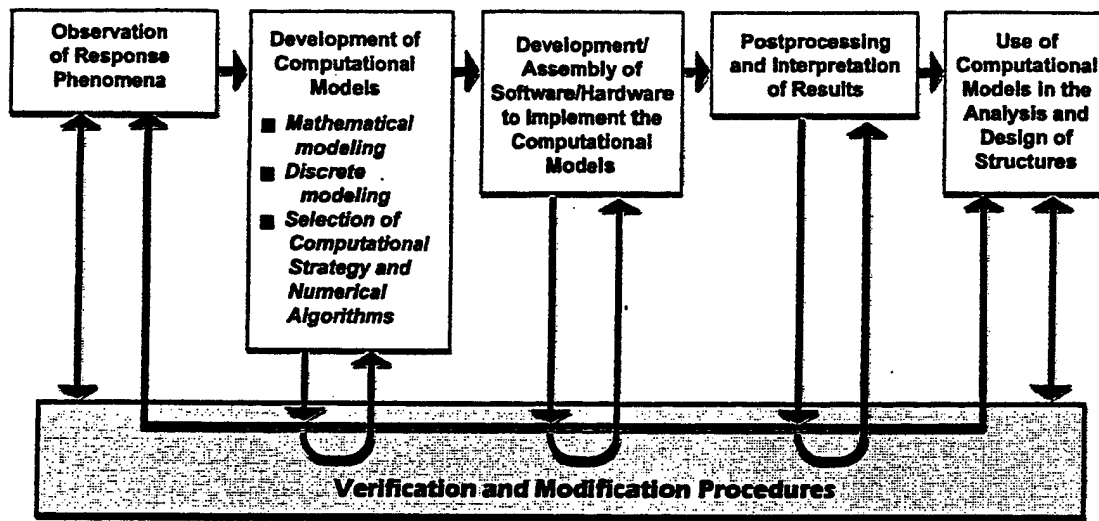 Observation
of Response
Phenomena
Development of
Computational
Models
■ Mathematical
modeling
■ Discrete
modeling
■ Selection of
Computational
Strategy and
Numerical
Algorithms
Development/
Assembly of
Software/Hardware
to Implement the
Computational
Models
Postprocessing
and Interpretation
of Results
Use of
Computational
Models in the
Analysis and
Design of
Structures
Verification and Modification Procedures